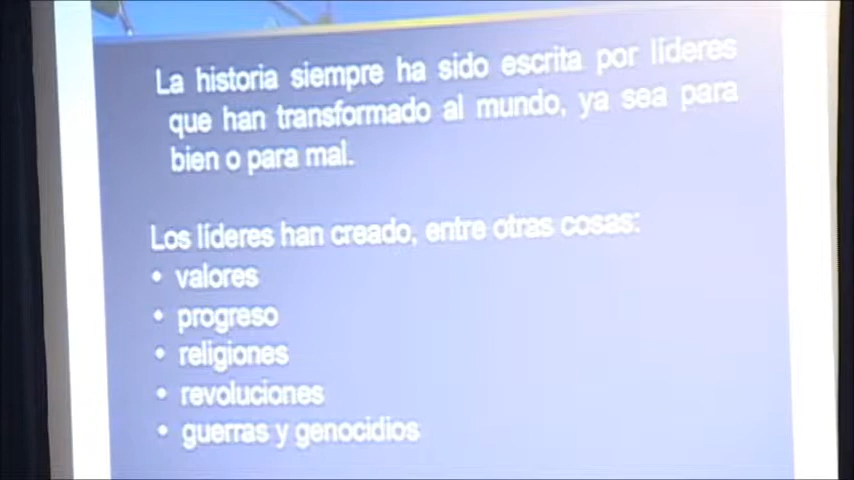 La historia siempre ha sido escrita por líderes
que han transformado al mundo, ya sea para
bien o para mal.
Los líderes han creado, entre otras cosas:
• valores
• progreso
• religiones
• revoluciones
• guerras y genocidios